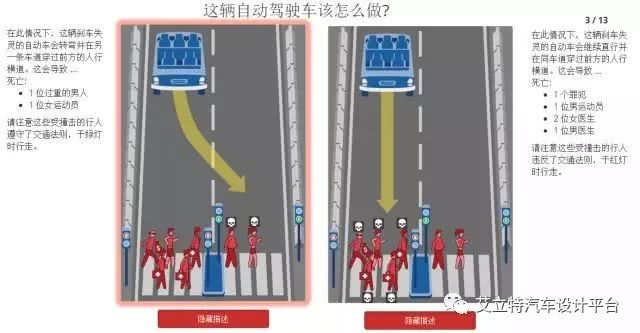 这辆自动驾驶车该怎么做?
在此情况下，这辆刹车失
灵的自动车会转弯并在另
一条车道穿过前方的人行
横道。这会导致 ...
死亡:
• 1 位过重的男人
• 1 位女运动员
请注意这些受撞击的行人
遵守了交通法则，于绿灯
时行走。
隐藏描述
3 / 13
在此情况下，这辆刹车失
灵的自动车会继续直行并
在同车道穿过前方的人行
横道。这会导致 ...
死亡:
• 1 个罪犯
• 1 位男运动员
• 2 位女医生
• 1 位男医生
请注意这些受撞击的行人
违反了交通法则，于红灯
时行走。
隐藏描述
艾立特汽车设计平台